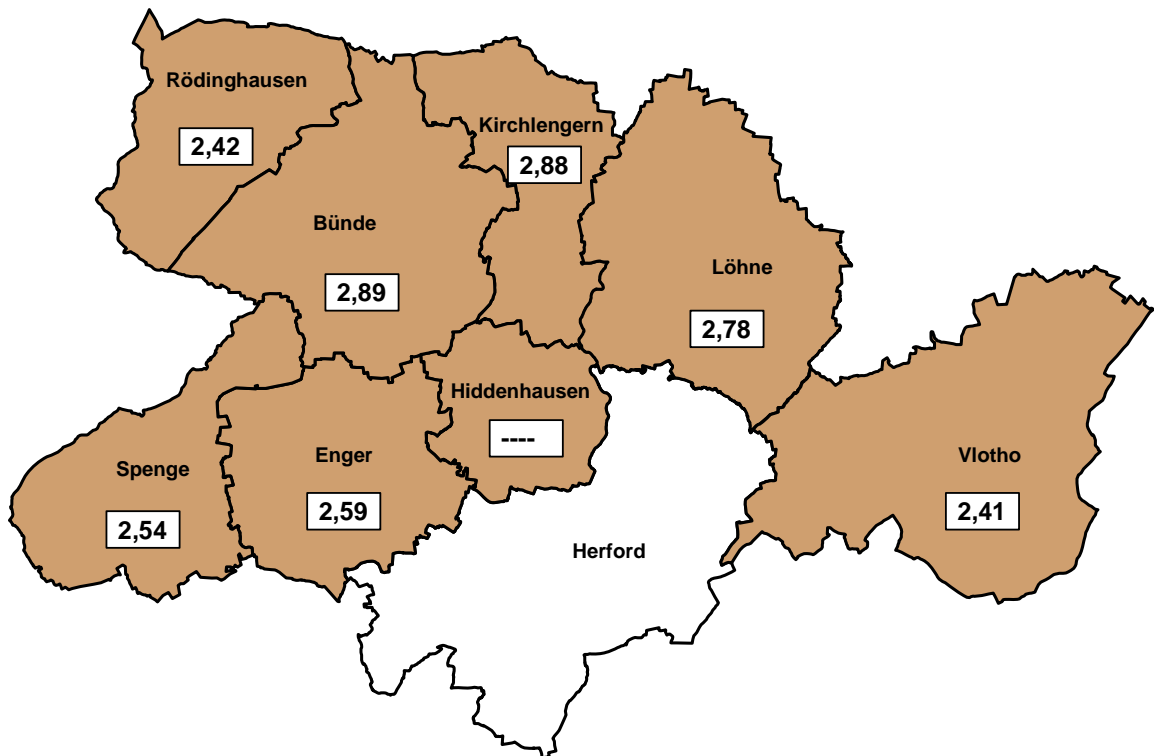 Rödinghausen
2,42
Kirchlengern
2,88
Bünde
2,89
Löhne
2,78
Hiddenhausen
----
Spenge
2,54
Enger
2,59
Vlotho
2,41
Herford